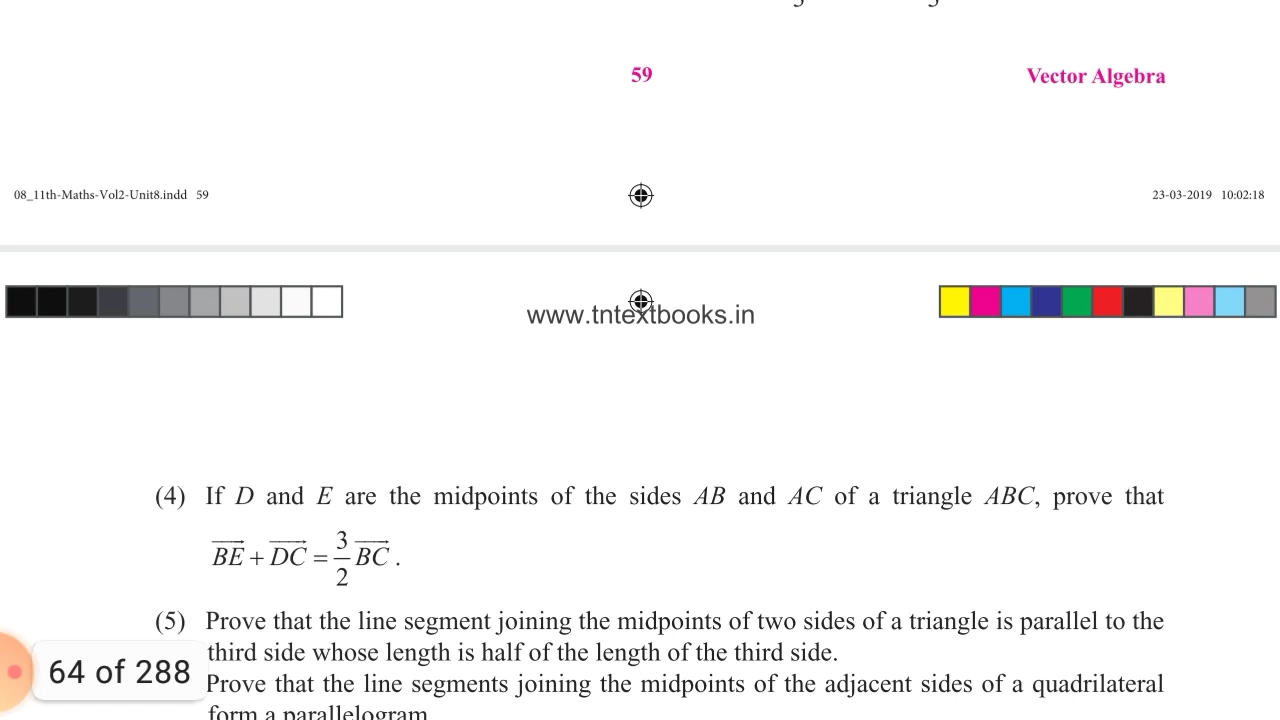 59
Vector Algebra
08_11th-Maths-Vol2-Unit8.indd 59
23-03-2019 10:02:18
www.tntextbooks.in
(4) If D and E are the midpoints of the sides AB and AC of a triangle ABC, prove that
BE + DC = 3/2 BC .
(5) Prove that the line segment joining the midpoints of two sides of a triangle is parallel to the
third side whose length is half of the length of the third side.
64 of 288
Prove that the line segments joining the midpoints of the adjacent sides of a quadrilateral
form a parallelogram